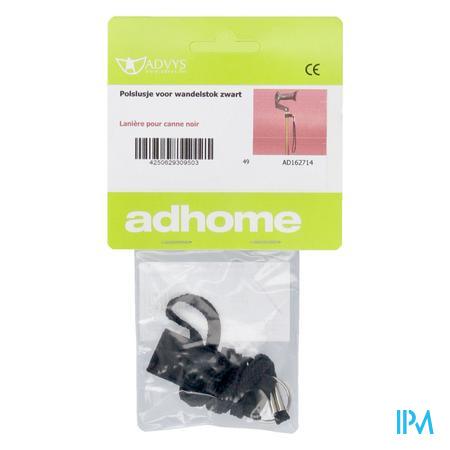 ADVYS
CE
Polslusje voor wandelstok zwart
Lanière pour canne noir
4250629309503
49
AD162714
adhome
IPM